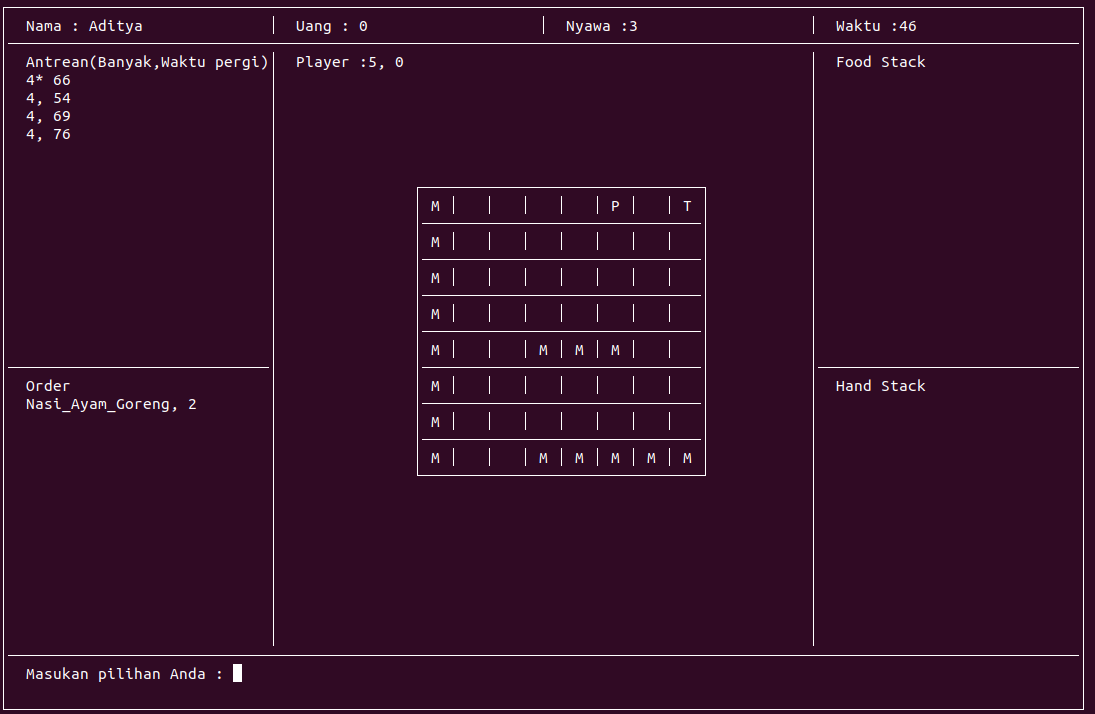 Nama : Aditya Uang : 0 Nyawa :3 Waktu :46
Antrean(Banyak,Waktu pergi)
4* 66
4, 54
4, 69
4, 76
Order
Nasi_Ayam_Goreng, 2
Player :5, 0
M P T
M
M
M
M M M M
M
M
M M M M M M
Food Stack
Hand Stack
Masukan pilihan Anda :